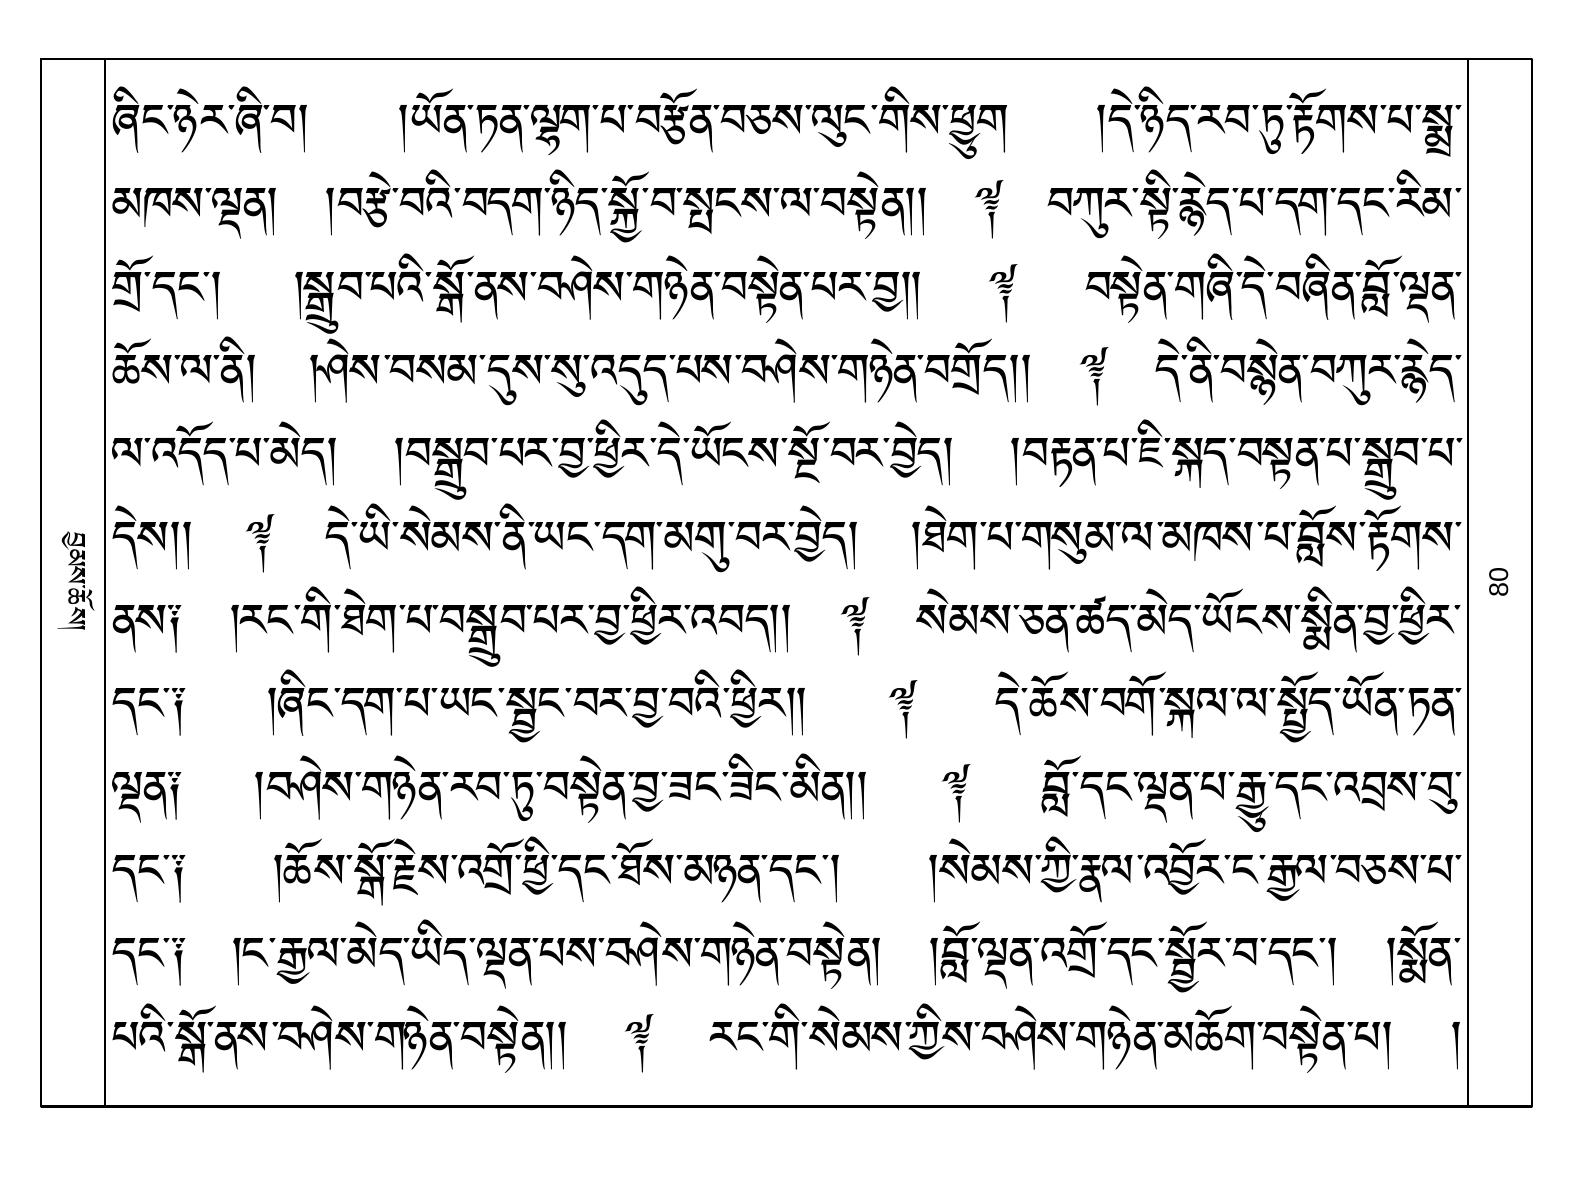 ཞིང་ཉེར་ཞི་བ། །ཡོན་ཏན་ལྷག་པ་བརྩོན་བཅས་ལུང་གིས་ཕྱུག །དེ་ཉིད་རབ་ཏུ་རྟོགས་པ་སྨྲ་
མཁས་ལྡན། །བརྩེ་བའི་བདག་ཉིད་སྐྱོ་བ་སྤངས་ལ་བསྟེན།། ༈ བཀུར་སྟི་རྙེད་པ་དག་དང་རིམ་
གྲོ་དང་། །སྒྲུབ་པའི་སྒོ་ནས་བཤེས་གཉེན་བསྟེན་པར་བྱ།། ༈ བསྟེན་གཞི་དེ་བཞིན་བློ་ལྡན་
ཆོས་ལ་ནི། །ཤེས་བསམ་དུས་སུ་འདུད་པས་བཤེས་གཉེན་བགྲོད།། ༈ དེ་ནི་བསྙེན་བཀུར་རྙེད་
ལ་འདོད་པ་མེད། །བསྒྲུབ་པར་བྱ་ཕྱིར་དེ་ཡོངས་སྔོ་བར་བྱེད། །བརྟན་པ་ཇི་སྐད་བསྟན་པ་སྒྲུབ་པ་
དེས།། ༈ དེ་ཡི་སེམས་ནི་ཡང་དག་མགུ་བར་བྱེད། །ཐེག་པ་གསུམ་ལ་མཁས་པ་བློས་རྟོགས་
ནས༔ །རང་གི་ཐེག་པ་བསྒྲུབ་པར་བྱ་ཕྱིར་འབད།། ༈ སེམས་ཅན་ཚད་མེད་ཡོངས་སྨིན་བྱ་ཕྱིར་
དང་༔ །ཞིང་དག་པ་ཡང་སྦྱང་བར་བྱ་བའི་ཕྱིར།། ༈ དེ་ཆོས་བགོ་སྐལ་ལ་སྤྱོད་ཡོན་ཏན་
ལྡན༔ །བཤེས་གཉེན་རབ་ཏུ་བསྟེན་བྱ་ཟང་ཟིང་མིན།། ༈ བློ་དང་ལྡན་པ་རྒྱུ་དང་འབྲས་བུ་
དང་༔ །ཆོས་སྒོ་རྗེས་འགྲོ་ཕྱི་དང་ཐོས་མཉན་དང་། །སེམས་ཀྱི་རྣལ་འབྱོར་ང་རྒྱལ་བཅས་པ་
དང་༔ །ང་རྒྱལ་མེད་ཡིད་ལྡན་པས་བཤེས་གཉེན་བསྟེན། །བློ་ལྡན་འགྲོ་དང་སྦྱོར་བ་དང་། །སྨོན་
པའི་སྒོ་ནས་བཤེས་གཉེན་བསྟེན།། ༈ རང་གི་སེམས་ཀྱིས་བཤེས་གཉེན་མཆོག་བསྟེན་པ། །
བྱམས་ཆོས།
80